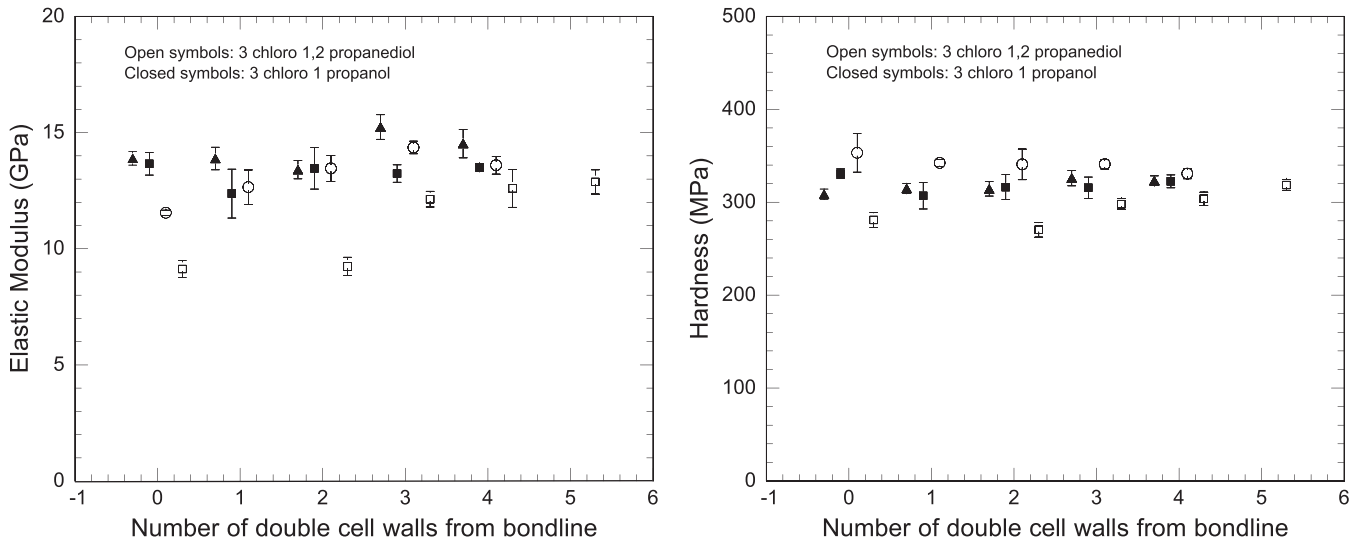 20
15
10
5
0
Elastic Modulus (GPa)
Open symbols: 3 chloro 1,2 propanediol
Closed symbols: 3 chloro 1 propanol
-1 0 1 2 3 4 5 6
Number of double cell walls from bondline
500
400
300
200
100
0
Hardness (MPa)
Open symbols: 3 chloro 1,2 propanediol
Closed symbols: 3 chloro 1 propanol
-1 0 1 2 3 4 5 6
Number of double cell walls from bondline